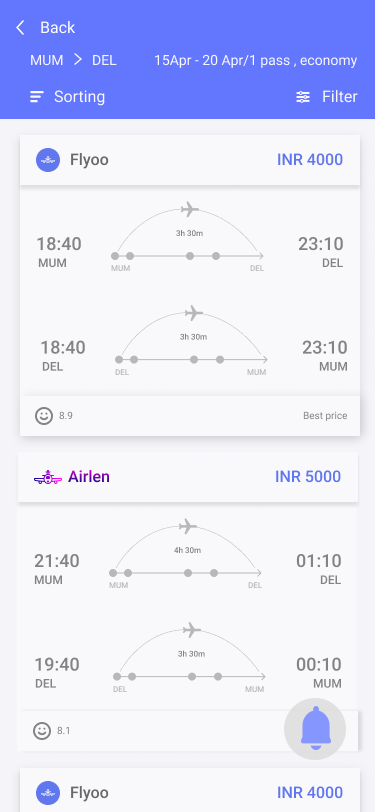 Back
MUM > DEL 15Apr - 20 Apr/1 pass , economy
Sorting Filter
Flyoo INR 4000
3h 30m
18:40 23:10
MUM DEL
MUM DEL
3h 30m
18:40 23:10
DEL MUM
DEL MUM
8.9 Best price
Airlen INR 5000
4h 30m
21:40 01:10
MUM DEL
MUM DEL
3h 30m
19:40 00:10
DEL MUM
DEL MUM
8.1
Flyoo INR 4000